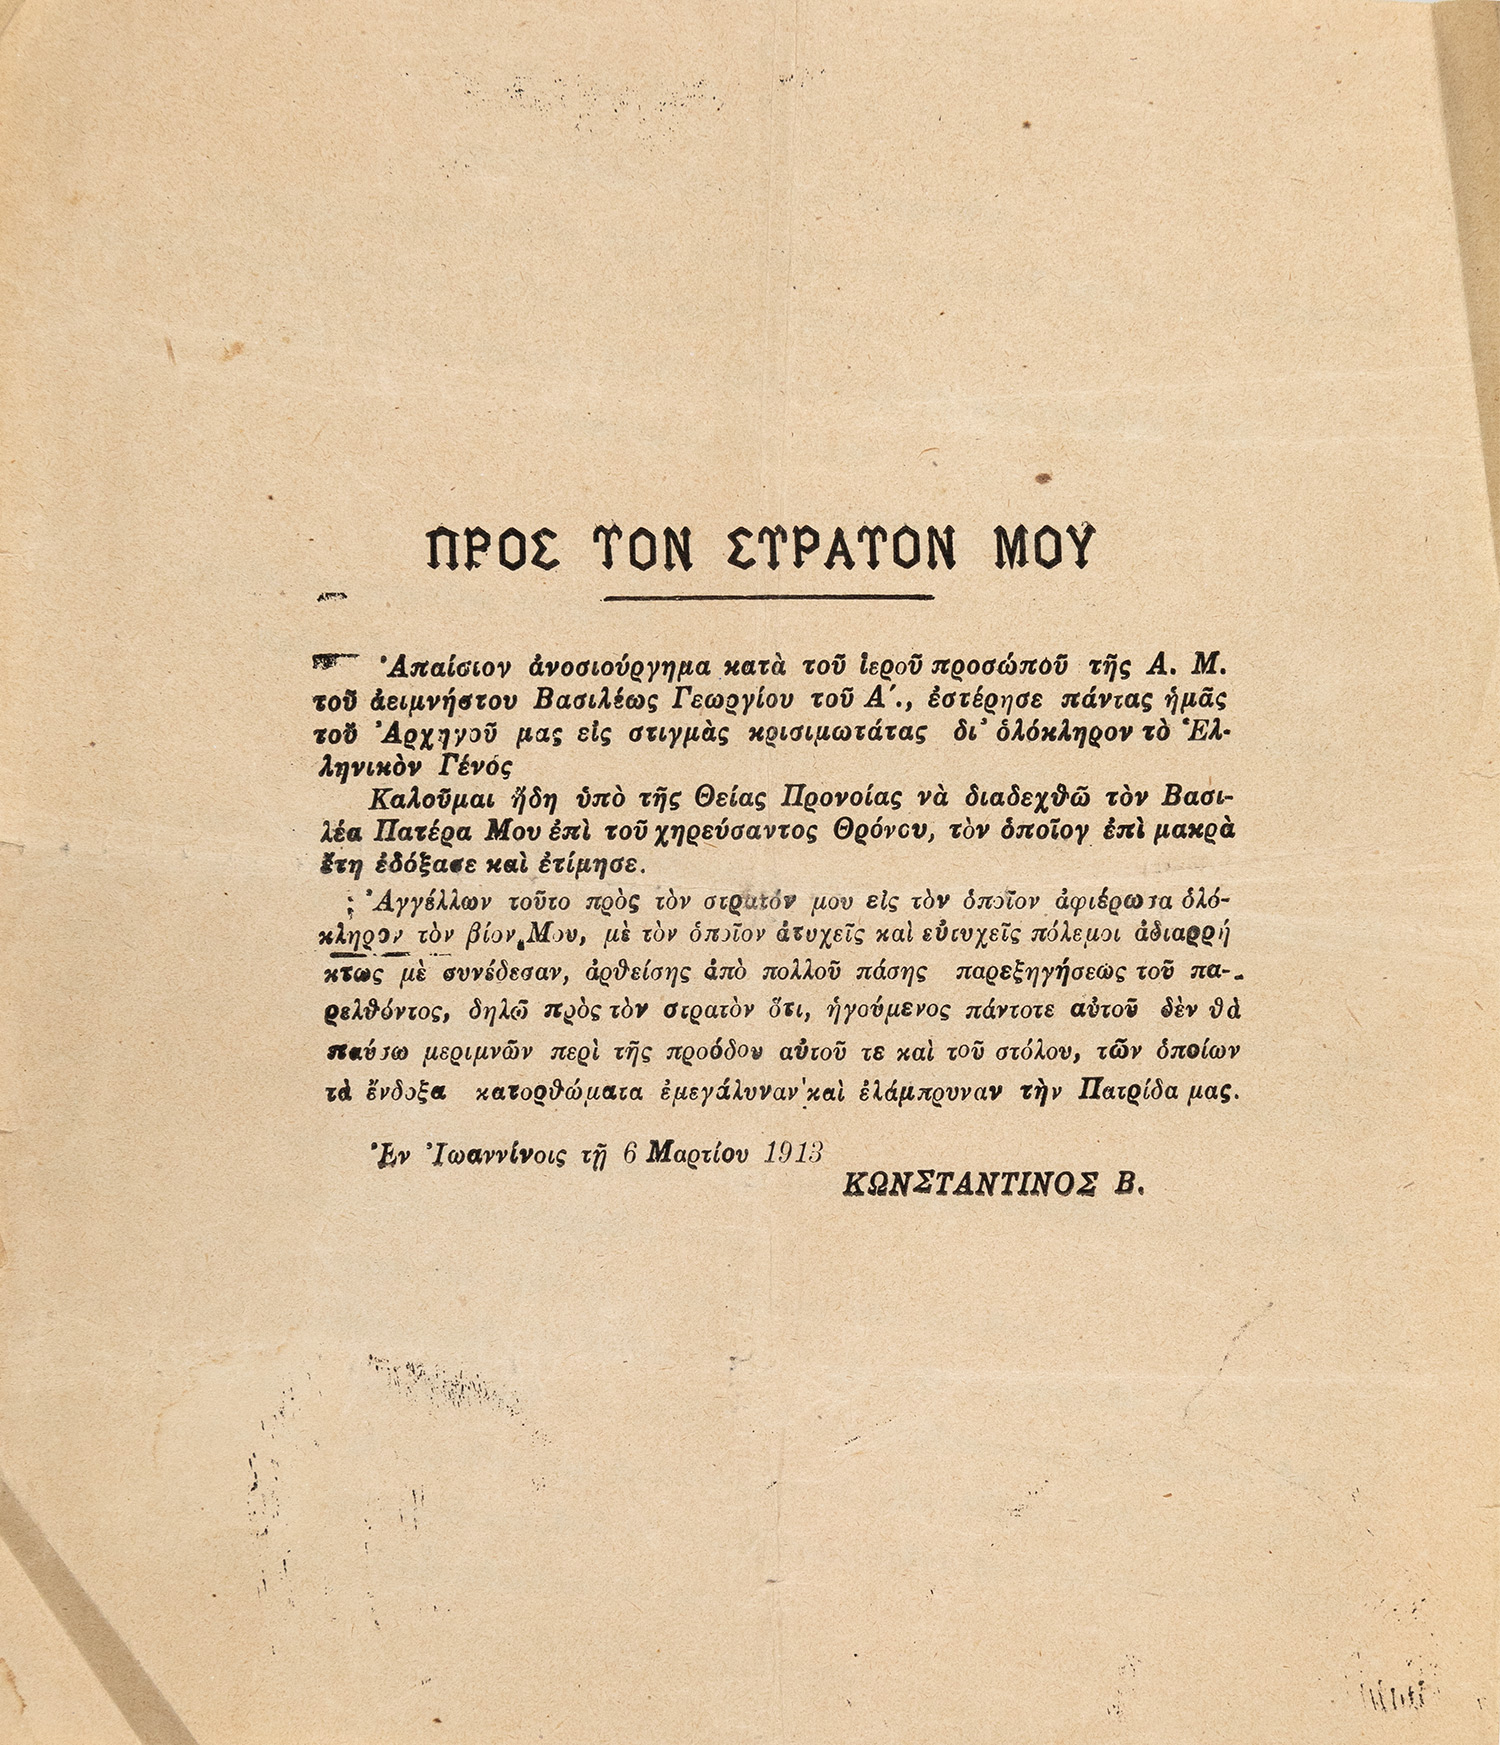 ΠΡΟΣ ΤΟΝ ΣΤΡΑΤΟΝ ΜΟΥ
Ἀπαίσιον ἀνοσιούργημα κατὰ τοῦ ἱεροῦ προσώπου τῆς Α. Μ.
τοῦ ἀειμνήστου Βασιλέως Γεωργίου τοῦ Α΄., ἐστέρησε πάντας ἡμᾶς
τοῦ Ἀρχηγοῦ μας εἰς στιγμὰς κρισιμωτάτας δι' ὁλόκληρον τὸ Ἑλ-
ληνικὸν Γένός
Καλοῦμαι ἤδη ὑπὸ τῆς Θείας Προνοίας νὰ διαδεχθῶ τὸν Βασι-
λέα Πατέρα Μου ἐπὶ τοῦ χηρεύσαντος Θρόνου, τὸν ὁποῖον ἐπὶ μακρὰ
ἔτη ἐδόξασε καὶ ἐτίμησε.
Ἀγγέλλων τοῦτο πρὸς τὸν στρατόν μου εἰς τὸν ὁποῖον ἀφιέρωσα ὁλό-
κληρον τὸν βίον Μου, μὲ τὸν ὁποῖον ἀτυχεῖς καὶ εὐτυχεῖς πόλεμοι ἀδιαρρή
κτως μὲ συνέδεσαν, ἀρθείσης ἀπὸ πολλοῦ πάσης παρεξηγήσεως τοῦ πα-
ρελθόντος, δηλῶ πρὸς τὸν στρατὸν ὅτι, ἡγούμενος πάντοτε αὐτοῦ δὲν θὰ
παύσω μεριμνῶν περὶ τῆς προόδου αὐτοῦ τε καὶ τοῦ στόλου, τῶν ὁποίων
τὰ ἔνδοξα κατορθώματα ἐμεγάλυναν καὶ ἐλάμπρυναν τὴν Πατρίδα μας.
Ἐν Ἰωαννίνοις τῇ 6 Μαρτίου 1913
ΚΩΝΣΤΑΝΤΙΝΟΣ Β.